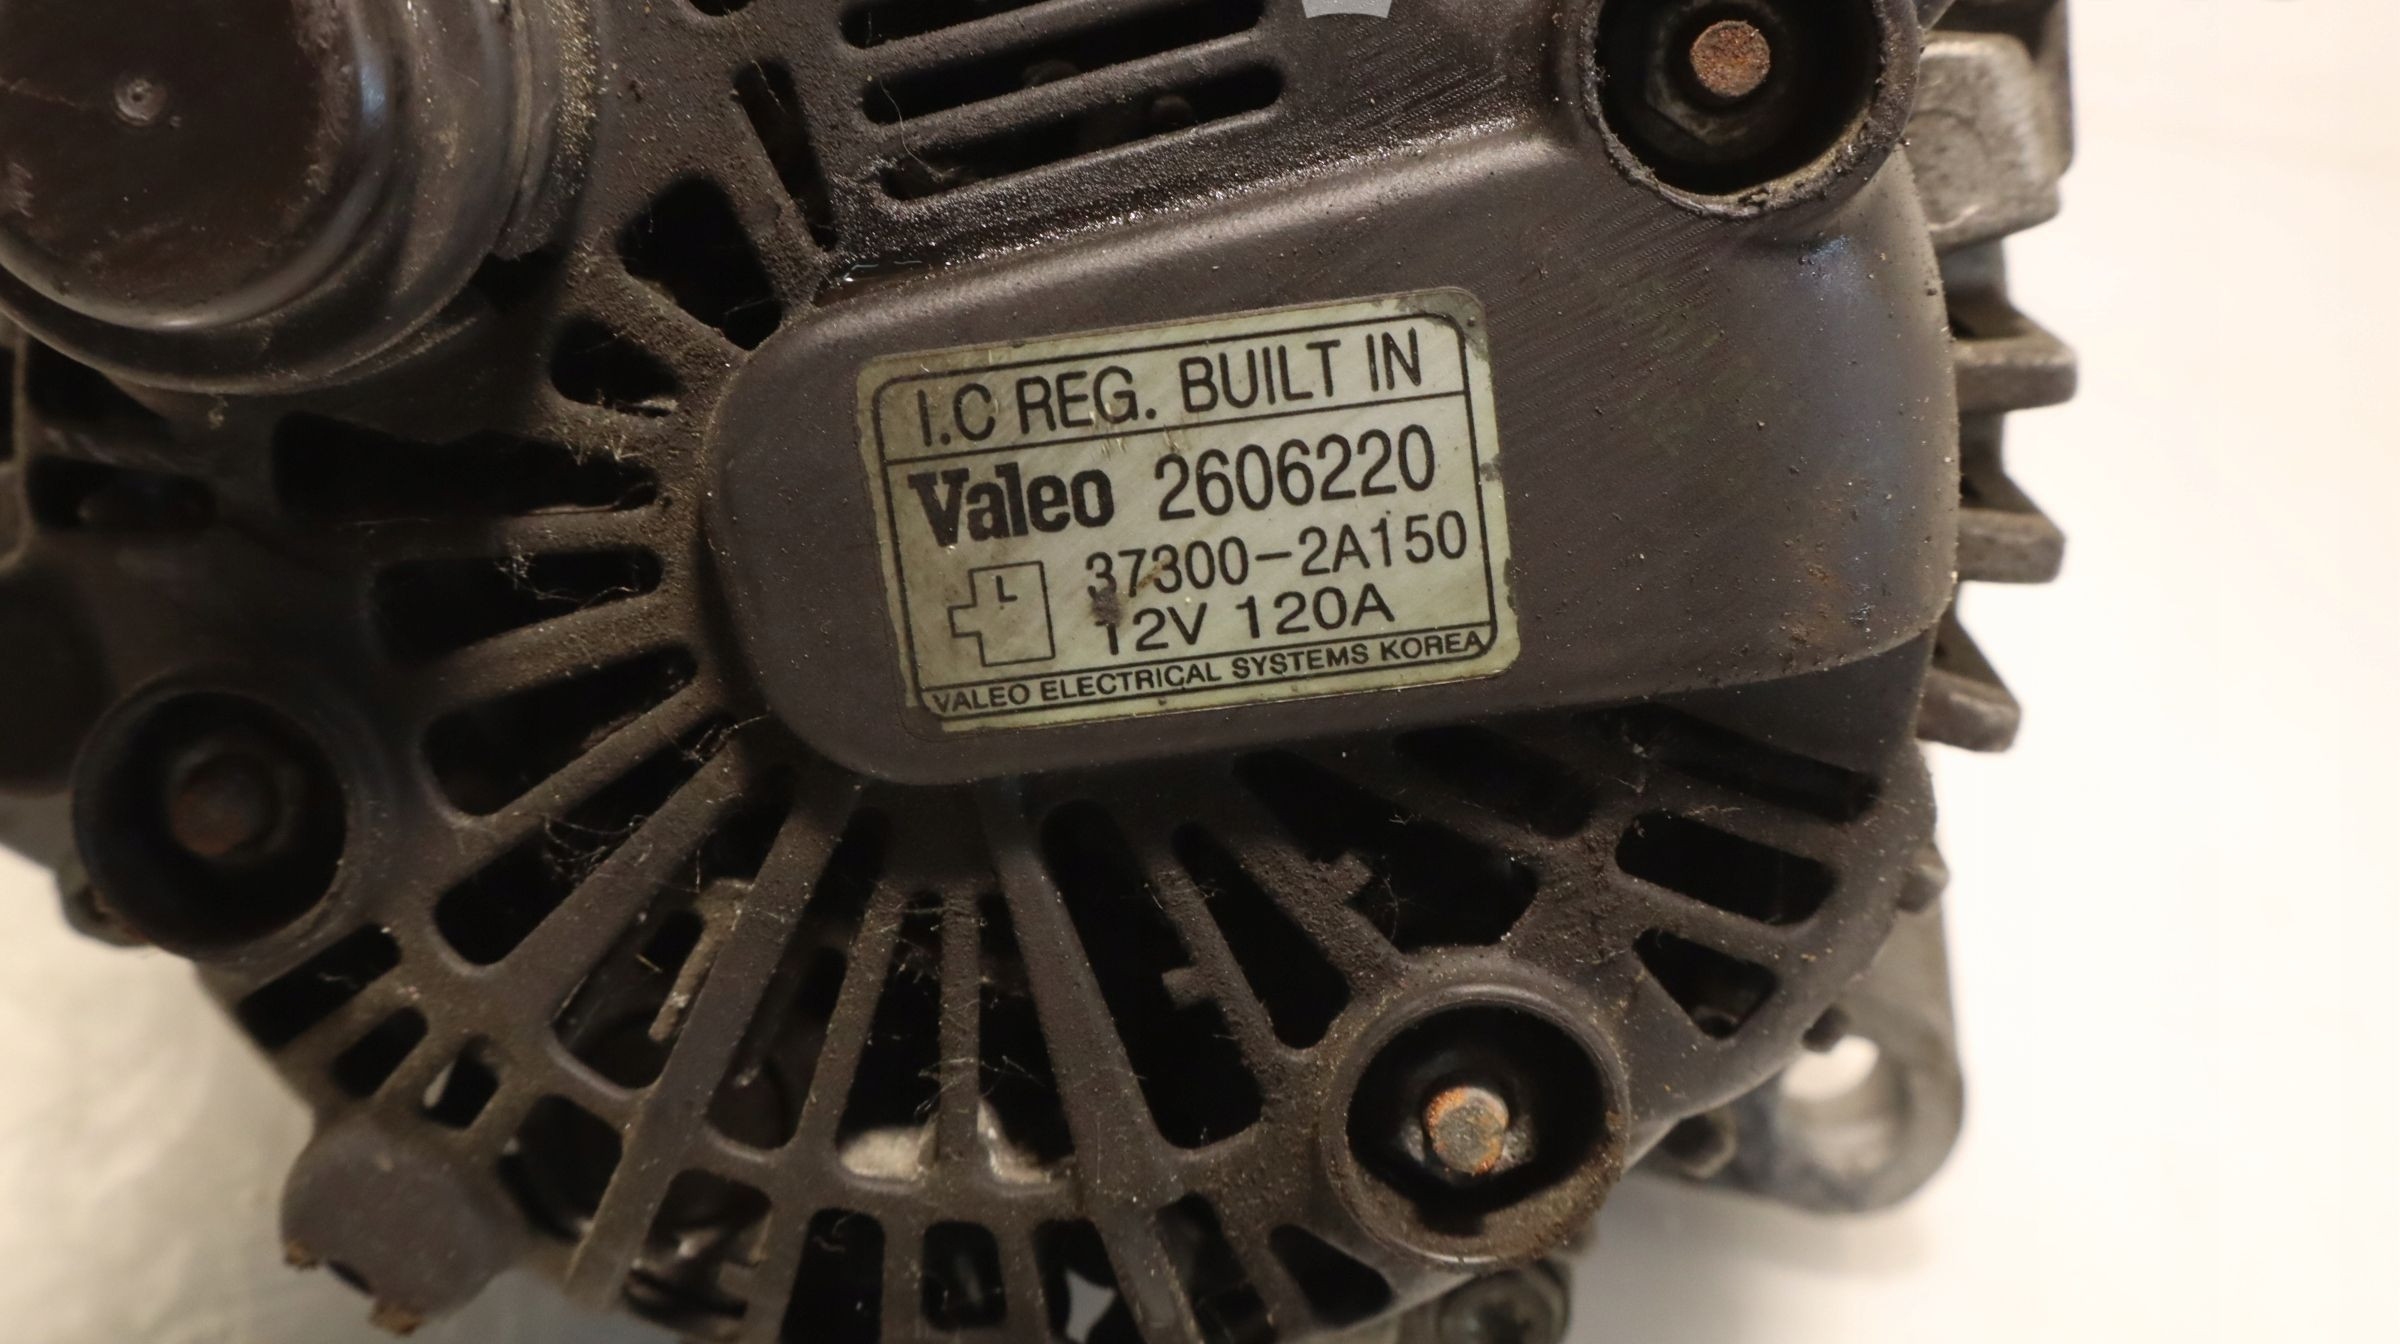 I.C REG. BUILT IN
Valeo 2606220
37300-2A150
L
12V 120A
VALEO ELECTRICAL SYSTEMS KOREA